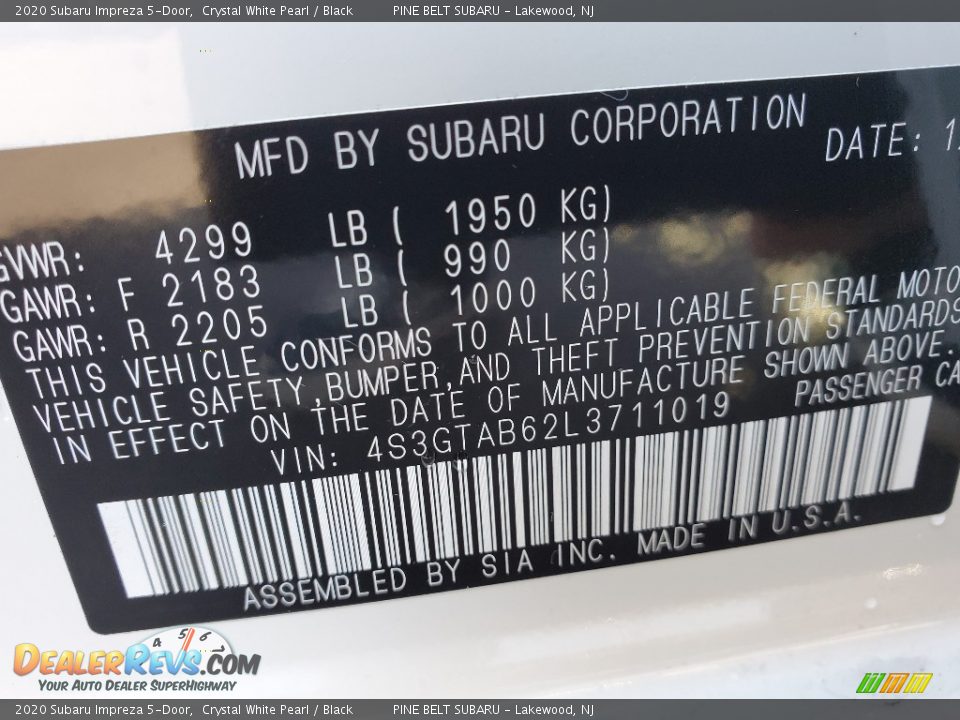 2020 Subaru Impreza 5-Door, Crystal White Pearl / Black PINE BELT SUBARU - Lakewood, NJ
MFD BY SUBARU CORPORATION DATE:
GVWR: 4299 LB ( 1950 KG)
GAWR: F 2183 LB ( 990 KG)
GAWR: R 2205 LB ( 1000 KG)
THIS VEHICLE CONFORMS TO ALL APPLICABLE FEDERAL MOTO
VEHICLE SAFETY,BUMPER,AND THEFT PREVENTION STANDARDS
IN EFFECT ON THE DATE OF MANUFACTURE SHOWN ABOVE.
VIN: 4S3GTAB62L3711019 PASSENGER CA
ASSEMBLED BY SIA INC. MADE IN U.S.A.
4 5 6
DEALERREVS.COM
YOUR AUTO DEALER SUPERHIGHWAY
2020 Subaru Impreza 5-Door, Crystal White Pearl / Black PINE BELT SUBARU - Lakewood, NJ